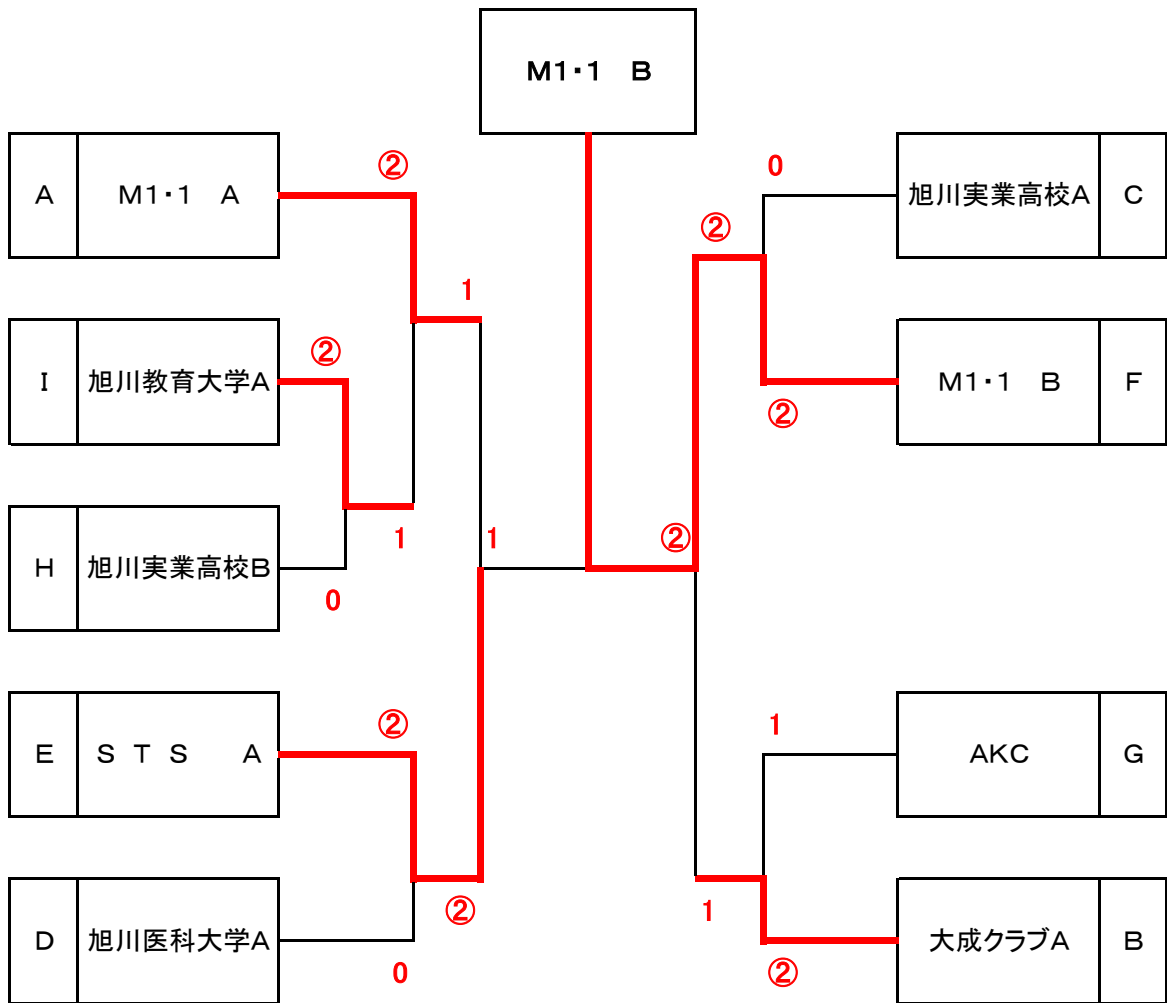 M1・1 B
② 0
A M1・1 A
旭川実業高校A C
②
1
②
I 旭川教育大学A
M1・1 B F
②
1 1 ②
H 旭川実業高校B
0
② 1
E S T S A
AKC G
② 1
D 旭川医科大学A
大成クラブA B
0 ②